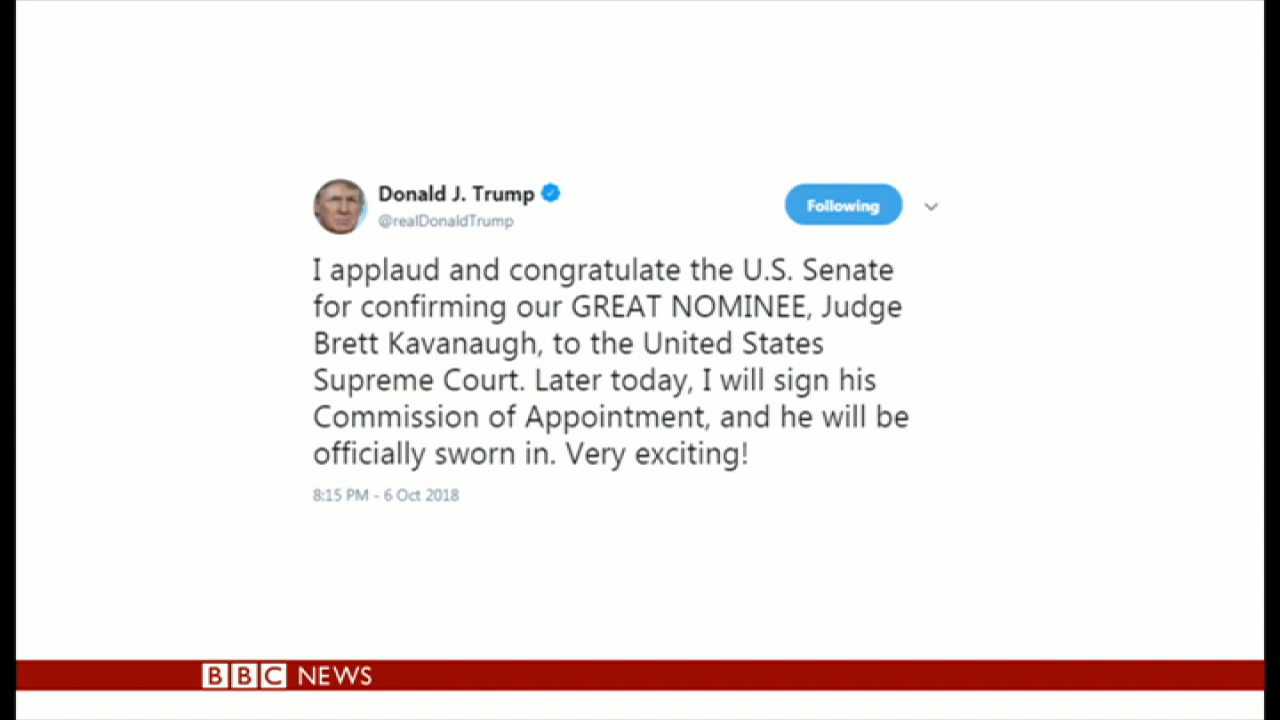 Donald J. Trump
@realDonaldTrump
Following
I applaud and congratulate the U.S. Senate
for confirming our GREAT NOMINEE, Judge
Brett Kavanaugh, to the United States
Supreme Court. Later today, I will sign his
Commission of Appointment, and he will be
officially sworn in. Very exciting!
8:15 PM - 6 Oct 2018
BBC NEWS